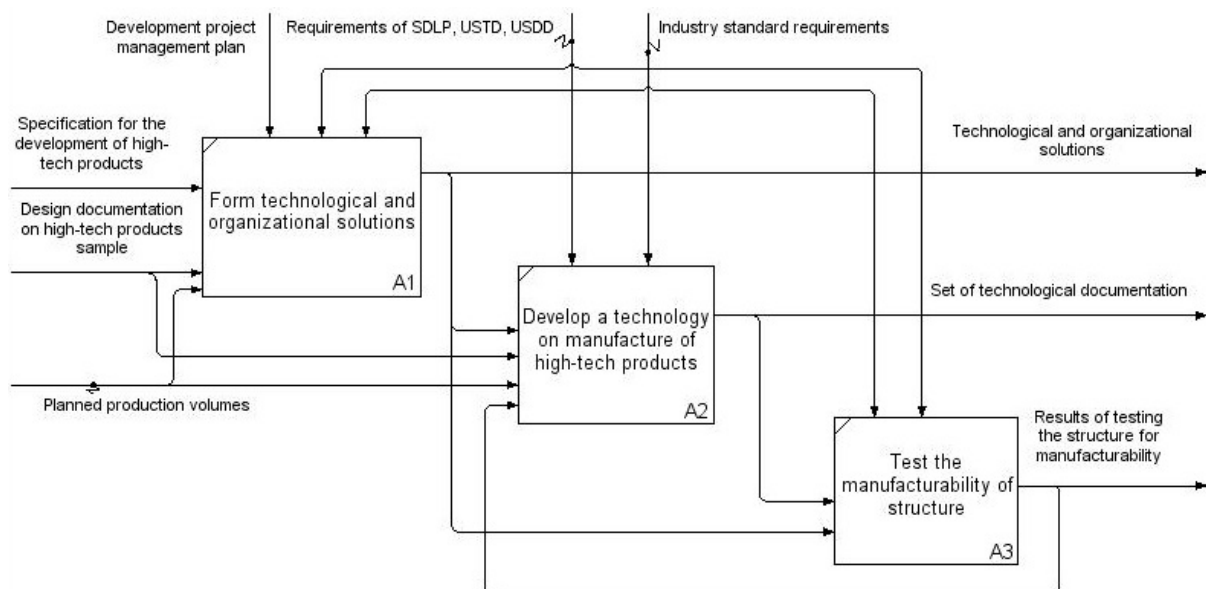 Development project
management plan
Requirements of SDLP, USTD, USDD
Industry standard requirements
Specification for the
development of high-
tech products
Technological and organizational
solutions
Form technological and
organizational solutions
A1
Design documentation
on high-tech products
sample
Set of technological documentation
Develop a technology
on manufacture of
high-tech products
A2
Planned production volumes
Results of testing
the structure for
manufacturability
Test the
manufacturability of
structure
A3